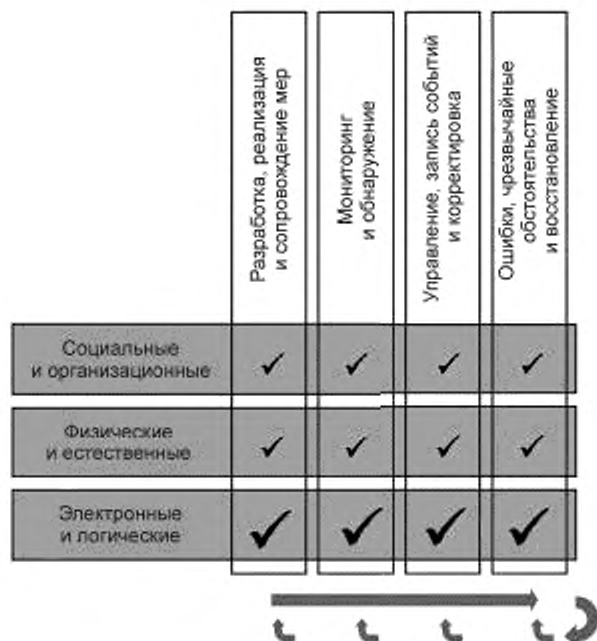 Разработка, реализация
и сопровождение мер
Мониторинг
и обнаружение
Управление, запись событий
и корректировка
Ошибки, чрезвычайные
обстоятельства
и восстановление
Социальные
и организационные
Физические
и естественные
Электронные
и логические